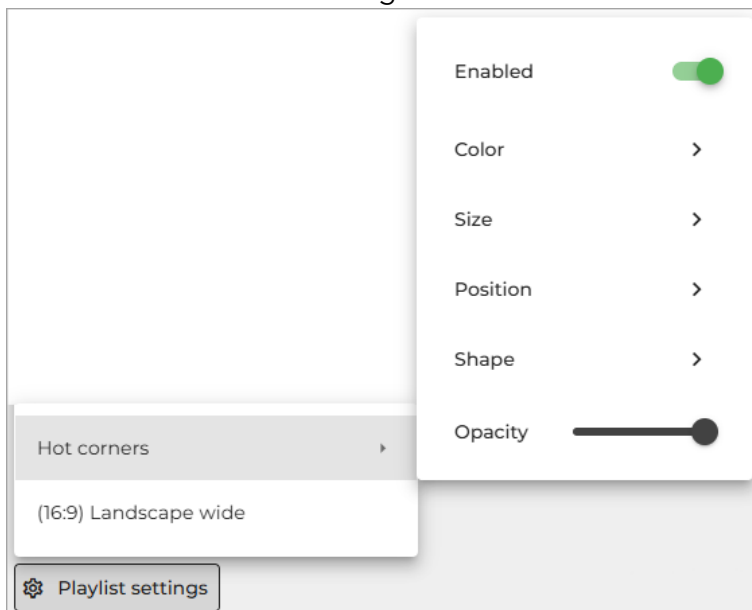 Enabled
Color
Size
Position
Shape
Opacity
Hot corners
(16:9) Landscape wide
Playlist settings